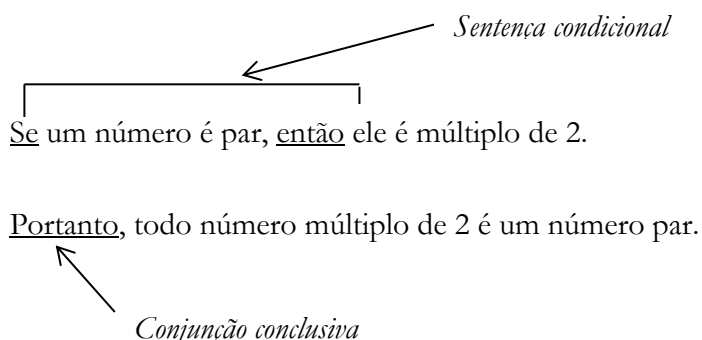 Sentença condicional
Se um número é par, então ele é múltiplo de 2.
Portanto, todo número múltiplo de 2 é um número par.
Conjunção conclusiva